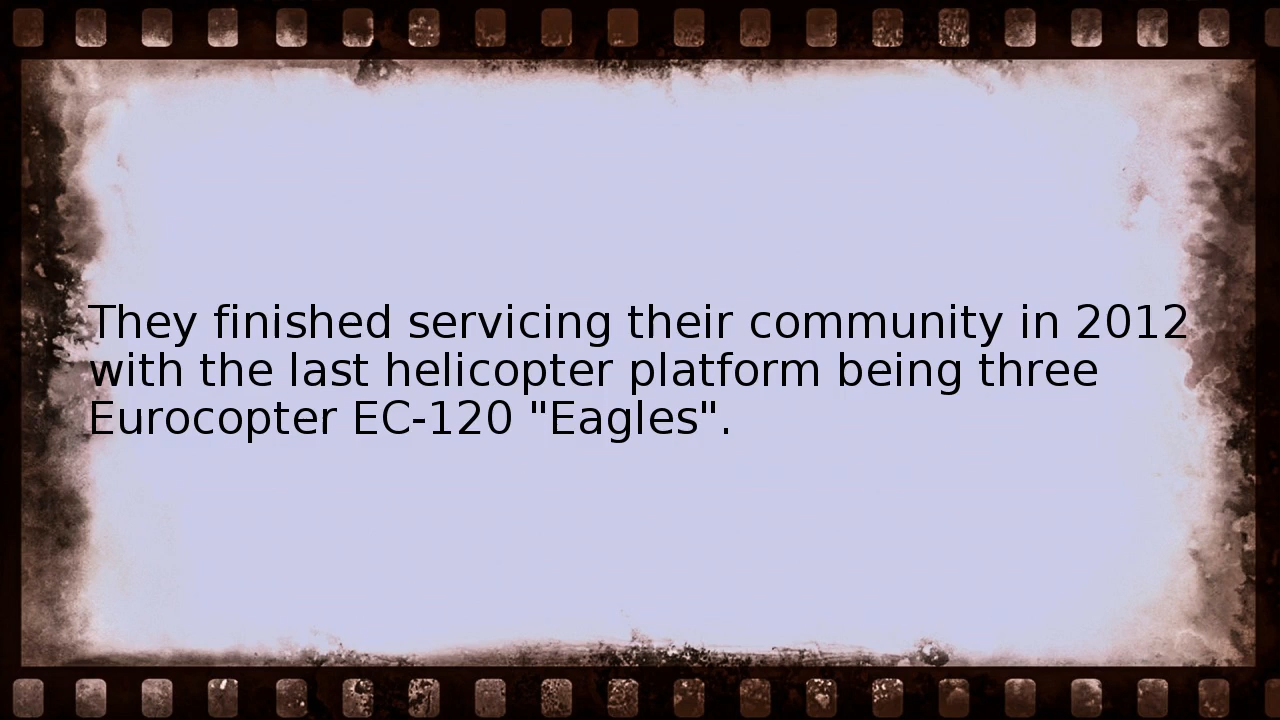 They finished servicing their community in 2012
with the last helicopter platform being three
Eurocopter EC-120 "Eagles".